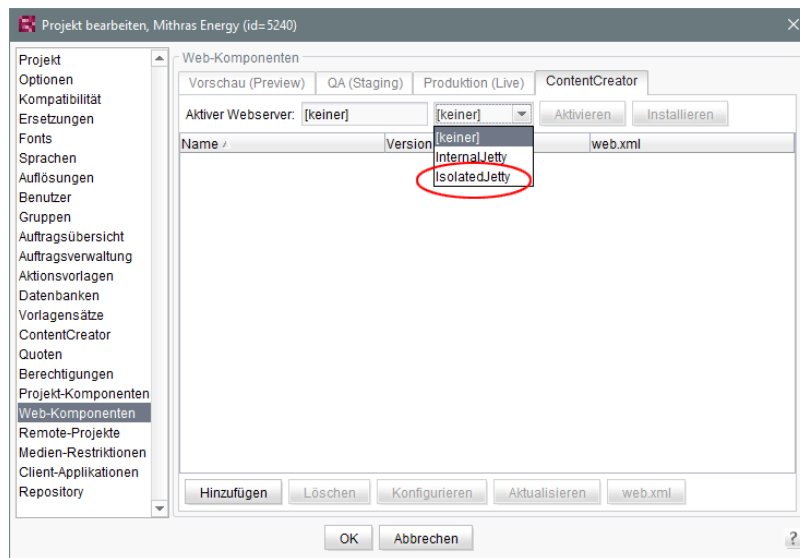 Projekt bearbeiten, Mithras Energy (id=5240)
Projekt
Optionen
Kompatibilität
Ersetzungen
Fonts
Sprachen
Auflösungen
Benutzer
Gruppen
Auftragsübersicht
Auftragsverwaltung
Aktionsvorlagen
Datenbanken
Vorlagensätze
ContentCreator
Quoten
Berechtigungen
Projekt-Komponenten
Web-Komponenten
Remote-Projekte
Medien-Restriktionen
Client-Applikationen
Repository
Web-Komponenten
Vorschau (Preview) QA (Staging) Produktion (Live) ContentCreator
Aktiver Webserver: [keiner] [keiner] Aktivieren Installieren
[keiner]
InternalJetty
IsolatedJetty
Name Version web.xml
Hinzufügen Löschen Konfigurieren Aktualisieren web.xml
OK Abbrechen ?